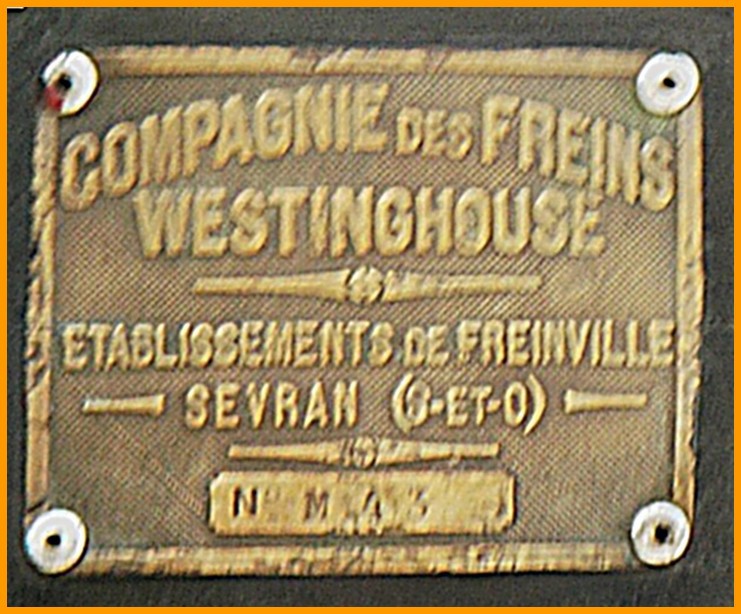 COMPAGNIE DES FREINS
WESTINGHOUSE
ETABLISSEMENTS DE FREINVILLE
SEVRAN (S-ET-O)
N° M